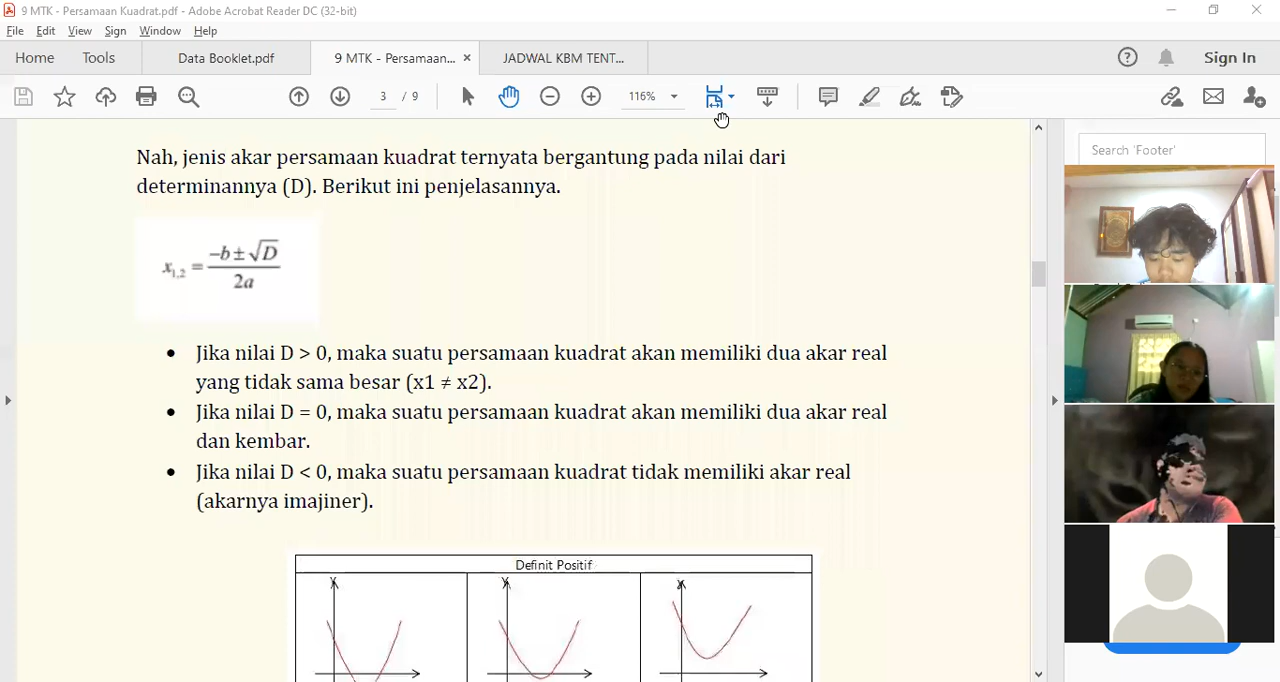 9 MTK - Persamaan Kuadrat.pdf - Adobe Acrobat Reader DC (32-bit)
File Edit View Sign Window Help
Home Tools Data Booklet.pdf 9 MTK - Persamaan... × JADWAL KBM TENT... Sign In
3 / 9 116%
Search 'Footer'
Nah, jenis akar persamaan kuadrat ternyata bergantung pada nilai dari
determinannya (D). Berikut ini penjelasannya.
x1,2 = −b ± √D / 2a
• Jika nilai D > 0, maka suatu persamaan kuadrat akan memiliki dua akar real
yang tidak sama besar (x1 ≠ x2).
• Jika nilai D = 0, maka suatu persamaan kuadrat akan memiliki dua akar real
dan kembar.
• Jika nilai D < 0, maka suatu persamaan kuadrat tidak memiliki akar real
(akarnya imajiner).
Definit Positif
Y Y Y